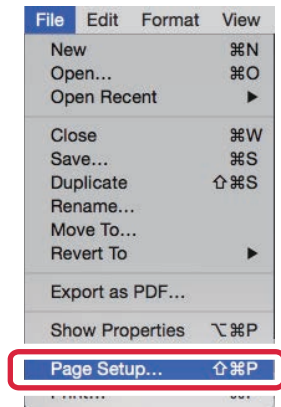 File Edit Format View
New ⌘N
Open... ⌘O
Open Recent ▶
Close ⌘W
Save... ⌘S
Duplicate ⇧⌘S
Rename...
Move To...
Revert To ▶
Export as PDF...
Show Properties ⌥⌘P
Page Setup... ⇧⌘P